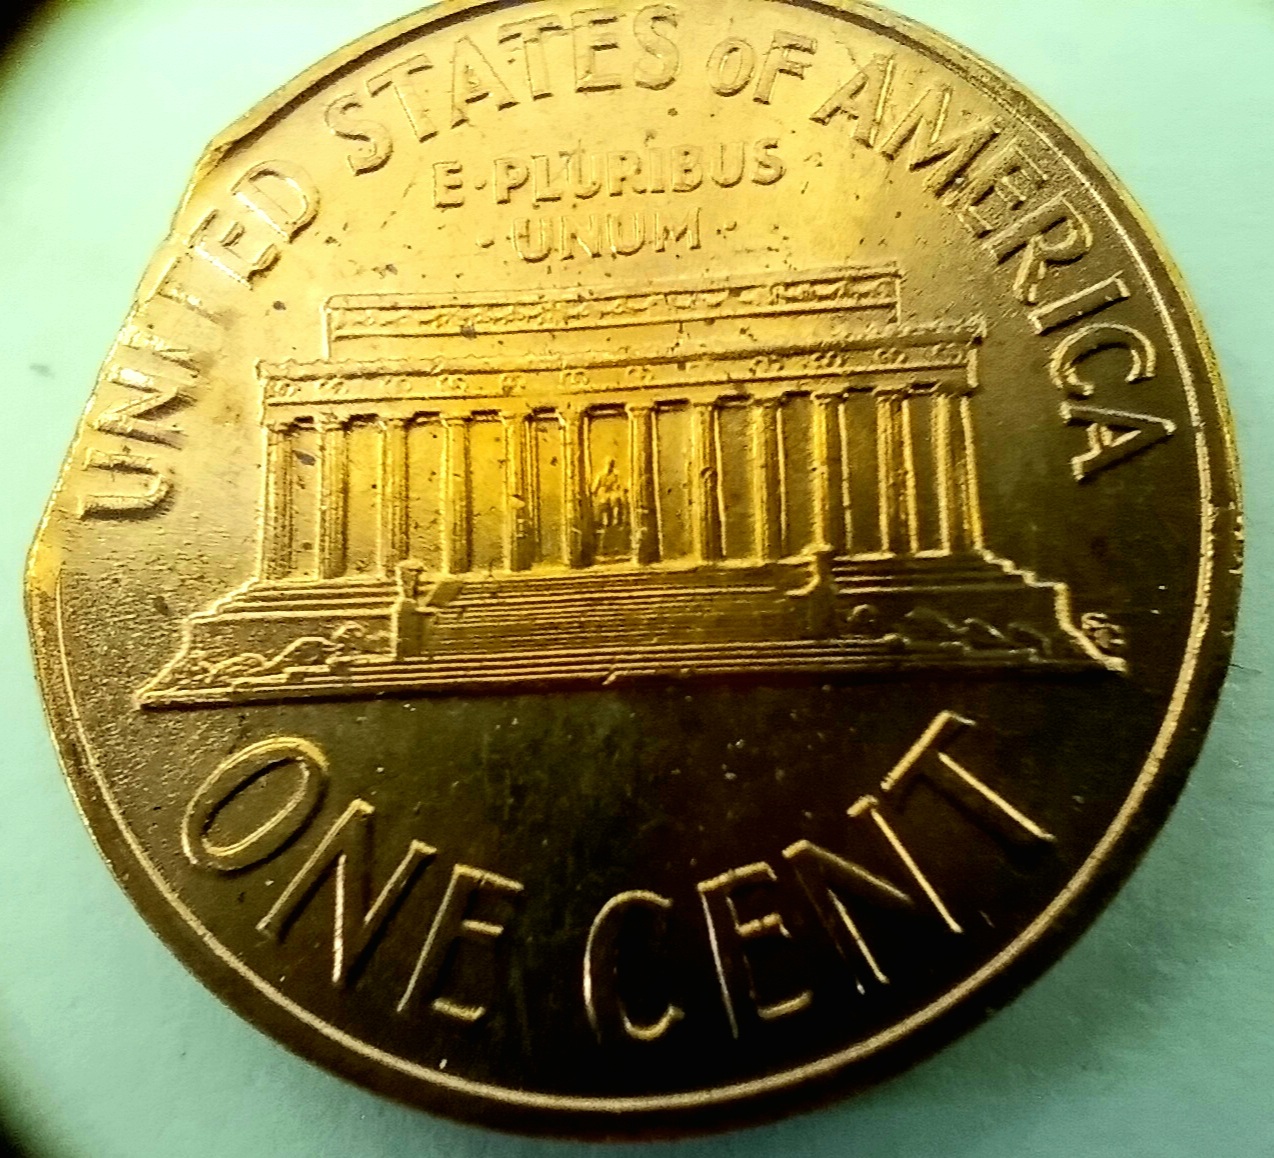 UNITED STATES OF AMERICA
E·PLURIBUS
·UNUM·
ONE CENT